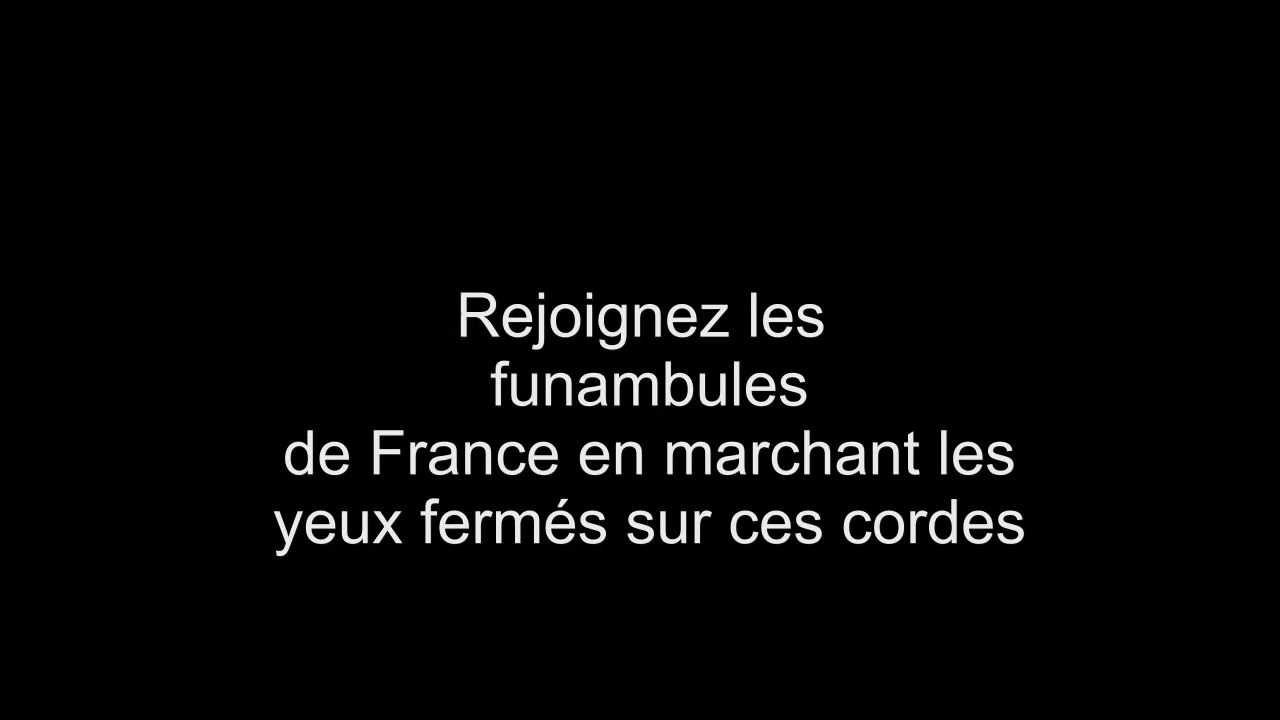 Rejoignez les
funambules
de France en marchant les
yeux fermés sur ces cordes